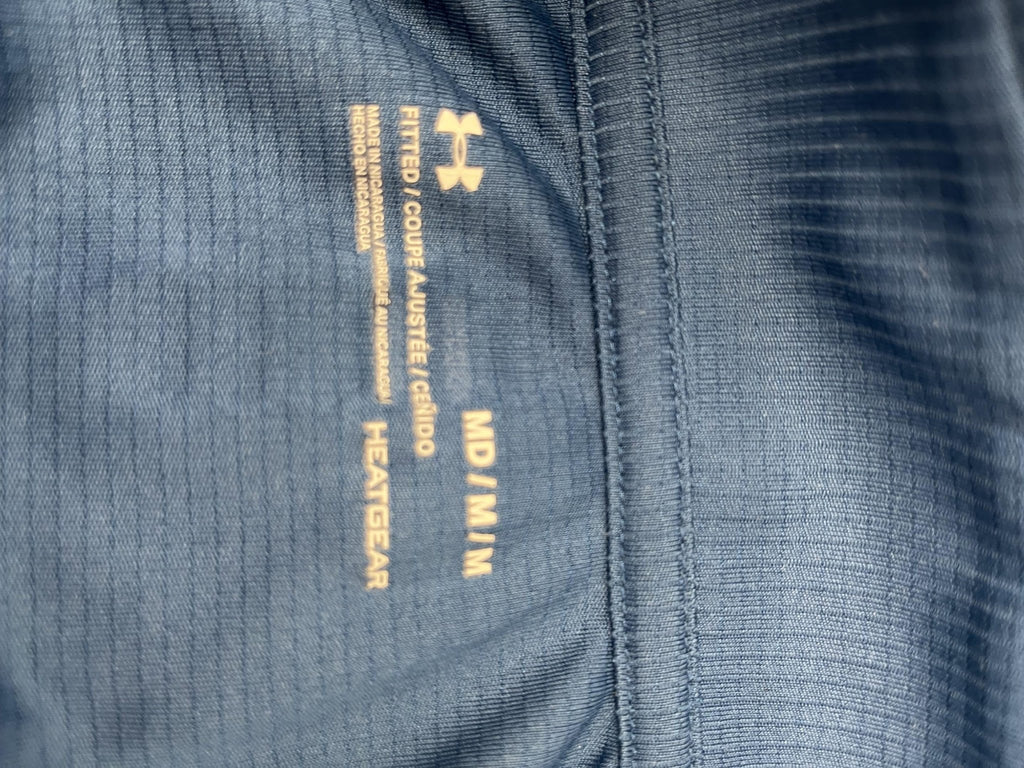 MD / M / M
FITTED / COUPE AJUSTÉE / CEÑIDO
MADE IN NICARAGUA / FABRIQUÉ AU NICARAGUA /
HECHO EN NICARAGUA
HEATGEAR